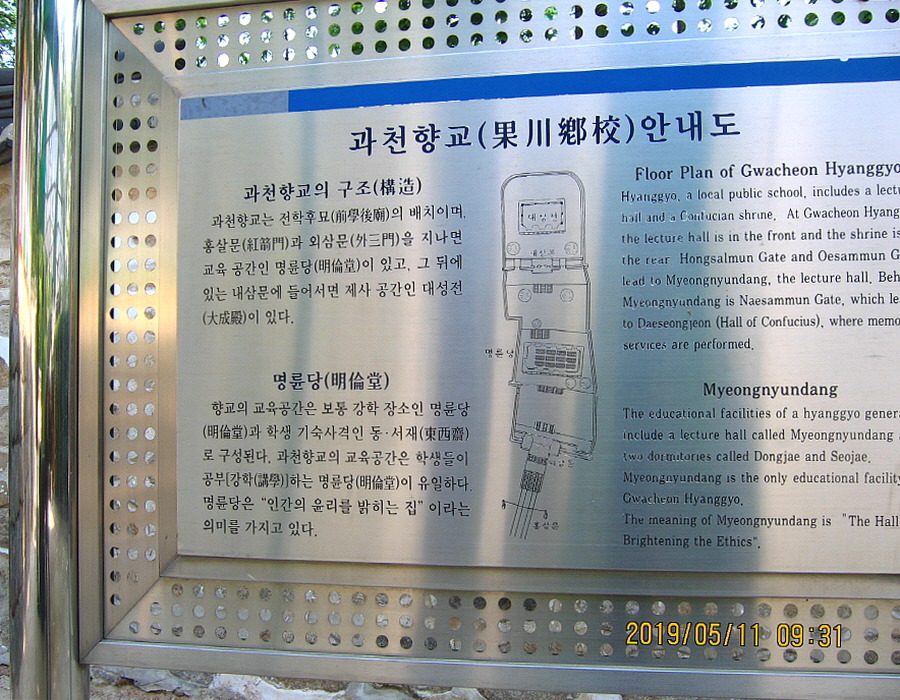 과천향교(果川鄕校)안내도
과천향교의 구조(構造)
과천향교는 전학후묘(前學後廟)의 배치이며,
홍살문(紅箭門)과 외삼문(外三門)을 지나면
교육 공간인 명륜당(明倫堂)이 있고, 그 뒤에
있는 내삼문에 들어서면 제사 공간인 대성전
(大成殿)이 있다.
명륜당(明倫堂)
향교의 교육공간은 보통 강학 장소인 명륜당
(明倫堂)과 학생 기숙사격인 동·서재(東西齋)
로 구성된다. 과천향교의 교육공간은 학생들이
공부[강학(講學)]하는 명륜당(明倫堂)이 유일하다.
명륜당은 "인간의 윤리를 밝히는 집" 이라는
의미를 가지고 있다.
대성전
내삼문
명륜당
외삼문
홍살문
Floor Plan of Gwacheon Hyanggyo
Hyanggyo, a local public school, includes a lectu
hall and a Confucian shrine. At Gwacheon Hyang
the lecture hall is in the front and the shrine is
the rear Hongsalmun Gate and Oesammun G
lead to Myeongnyundang, the lecture hall. Beh
Myeongnyundang is Naesammun Gate, which le
to Daeseongjeon (Hall of Confucius), where memo
services are performed.
Myeongnyundang
The educational facilities of a hyanggyo genera
include a lecture hall called Myeongnyundang
two dormitories called Dongjae and Seojae.
Myeongnyundang is the only educational facility
Gwacheon Hyanggyo.
The meaning of Myeongnyundang is "The Hall
Brightening the Ethics".
2019/05/11 09:31